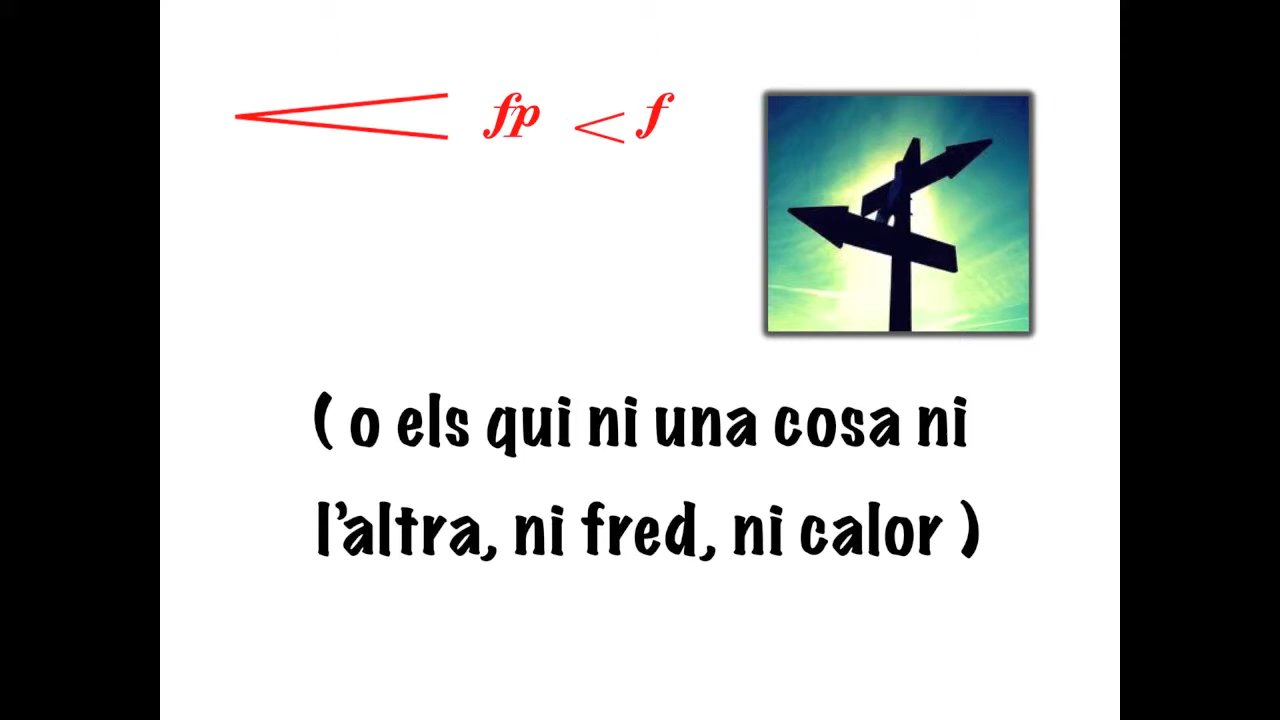 fp < f
( o els qui ni una cosa ni
l’altra, ni fred, ni calor )